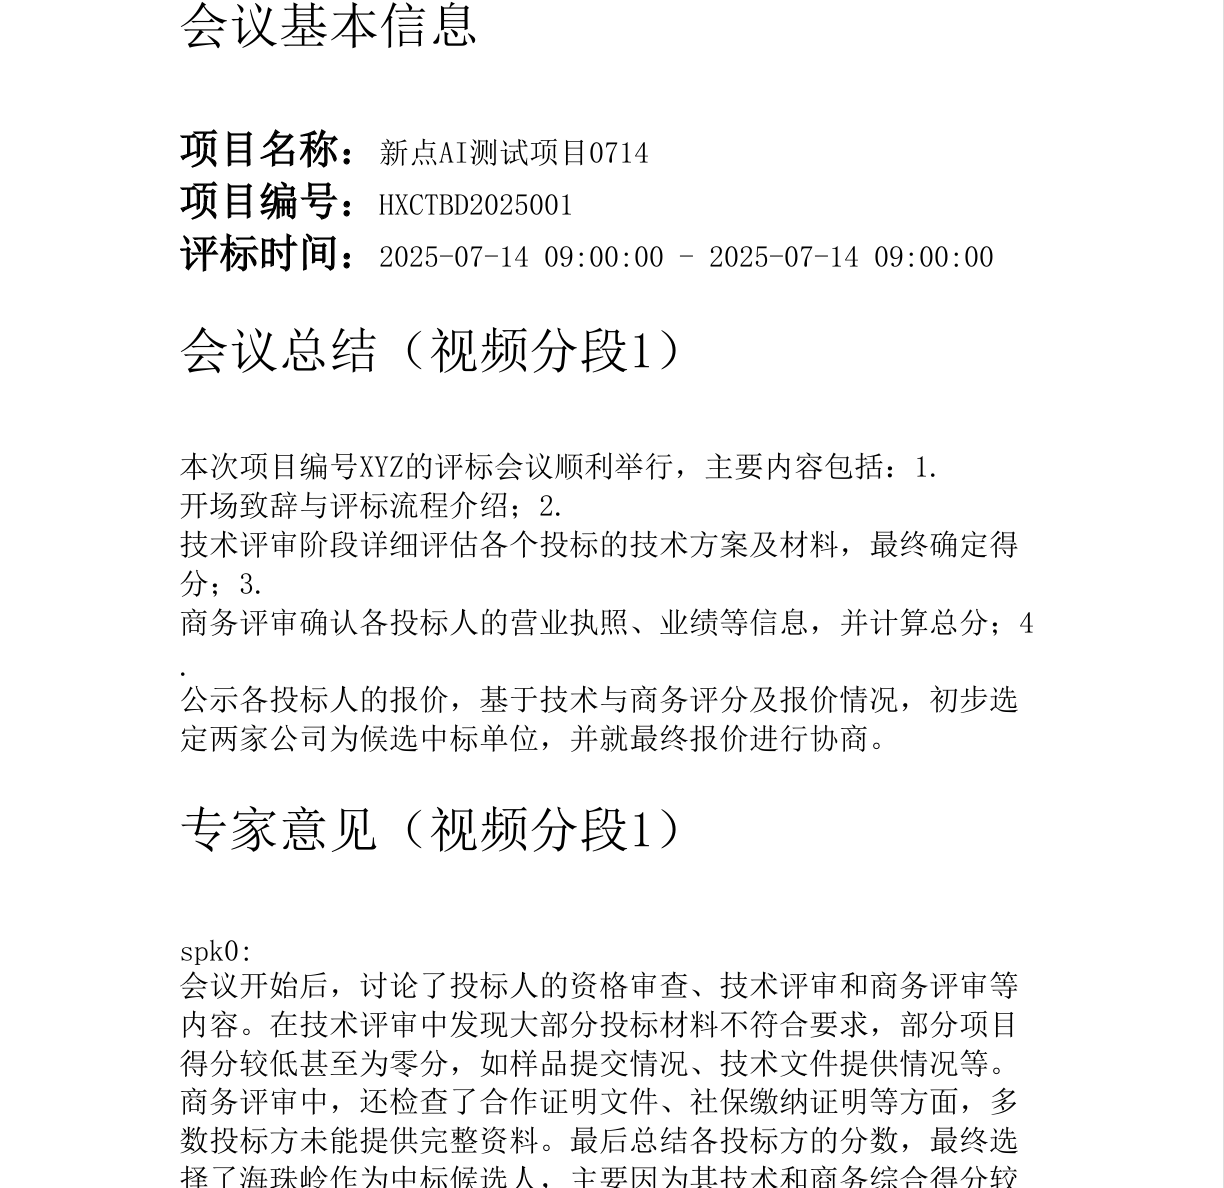 会议基本信息
项目名称：新点AI测试项目0714
项目编号：HXCTBD2025001
评标时间：2025-07-14 09:00:00 - 2025-07-14 09:00:00
会议总结（视频分段1）
本次项目编号XYZ的评标会议顺利举行，主要内容包括：1.
开场致辞与评标流程介绍；2.
技术评审阶段详细评估各个投标的技术方案及材料，最终确定得
分；3.
商务评审确认各投标人的营业执照、业绩等信息，并计算总分；4
.
公示各投标人的报价，基于技术与商务评分及报价情况，初步选
定两家公司为候选中标单位，并就最终报价进行协商。
专家意见（视频分段1）
spk0:
会议开始后，讨论了投标人的资格审查、技术评审和商务评审等
内容。在技术评审中发现大部分投标材料不符合要求，部分项目
得分较低甚至为零分，如样品提交情况、技术文件提供情况等。
商务评审中，还检查了合作证明文件、社保缴纳证明等方面，多
数投标方未能提供完整资料。最后总结各投标方的分数，最终选
择了海珠岭作为中标候选人，主要因为其技术和商务综合得分较